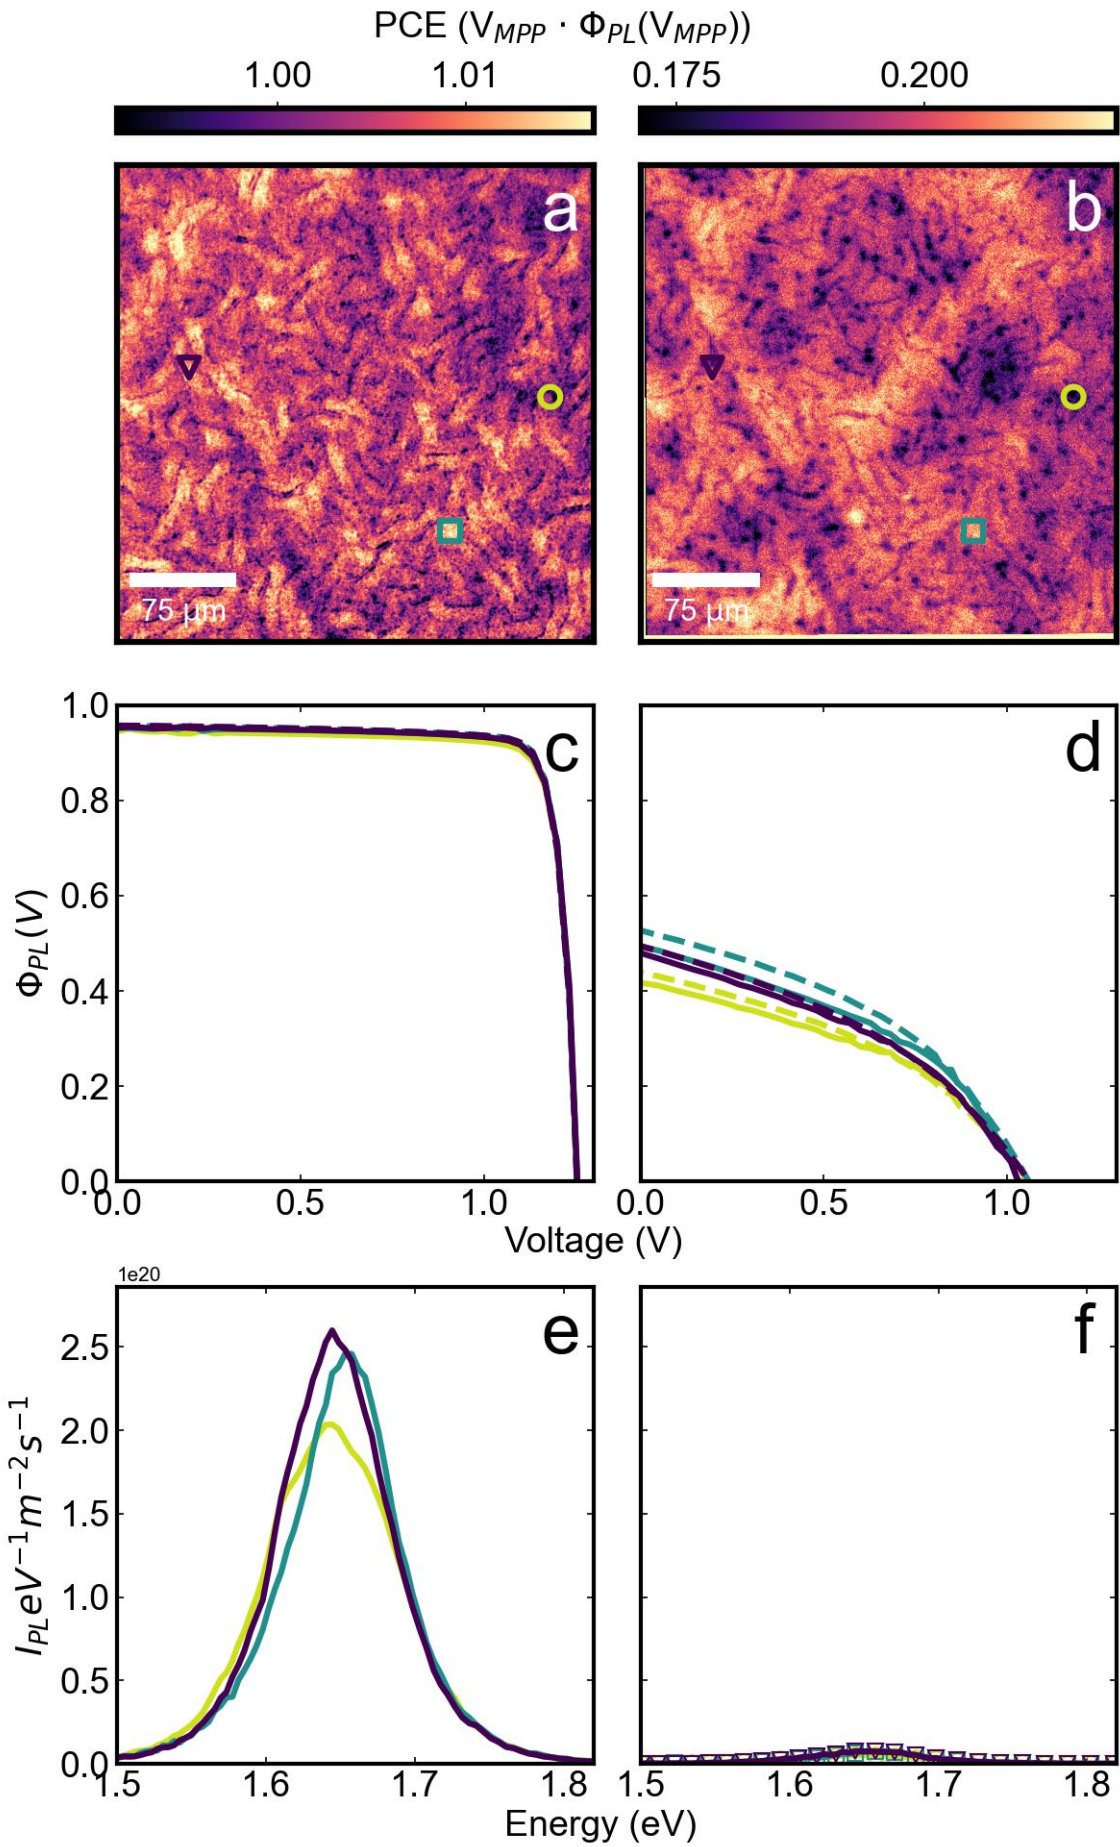 PCE (V_MPP · Φ_PL(V_MPP))
1.00 1.01 0.175 0.200
a b
75 µm 75 µm
1.0
0.8
0.6
0.4
0.2
0.0
Φ_PL(V)
c d
0.0 0.5 1.0 0.0 0.5 1.0
Voltage (V)
1e20
e f
2.5
2.0
1.5
1.0
0.5
0.0
I_PL eV⁻¹m⁻²s⁻¹
1.5 1.6 1.7 1.8 1.5 1.6 1.7 1.8
Energy (eV)